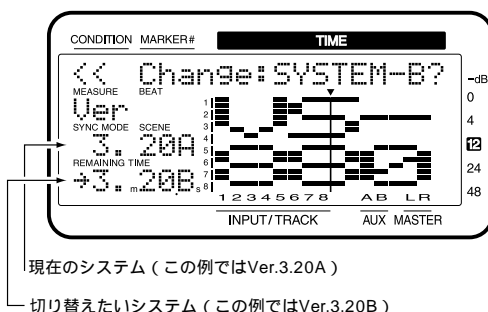 CONDITION MARKER# TIME
<< Change:SYSTEM-B?
MEASURE BEAT
-dB
Ver
0
SYNC MODE SCENE
4
3. 20A
12
REMAINING TIME
24
→3. m 20B s
48
1
2
3
4
5
6
7
8
VS
880
1 2 3 4 5 6 7 8 A B L R
INPUT/TRACK AUX MASTER
現在のシステム(この例ではVer.3.20A)
切り替えたいシステム(この例ではVer.3.20B)